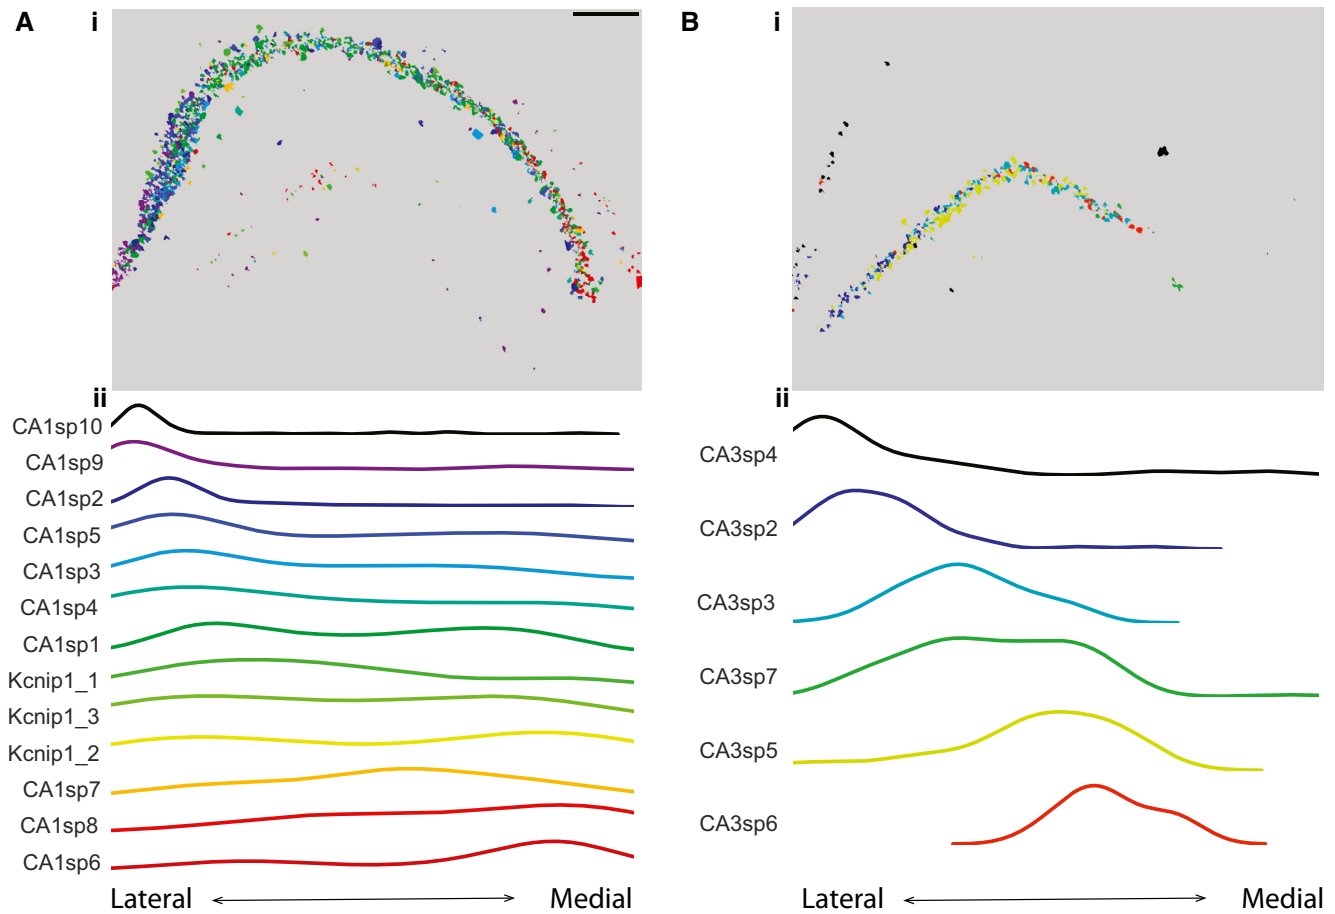 A i
B i
ii
CA1sp10
CA1sp9
CA1sp2
CA1sp5
CA1sp3
CA1sp4
CA1sp1
Kcnip1_1
Kcnip1_3
Kcnip1_2
CA1sp7
CA1sp8
CA1sp6
Lateral Medial
ii
CA3sp4
CA3sp2
CA3sp3
CA3sp7
CA3sp5
CA3sp6
Lateral Medial